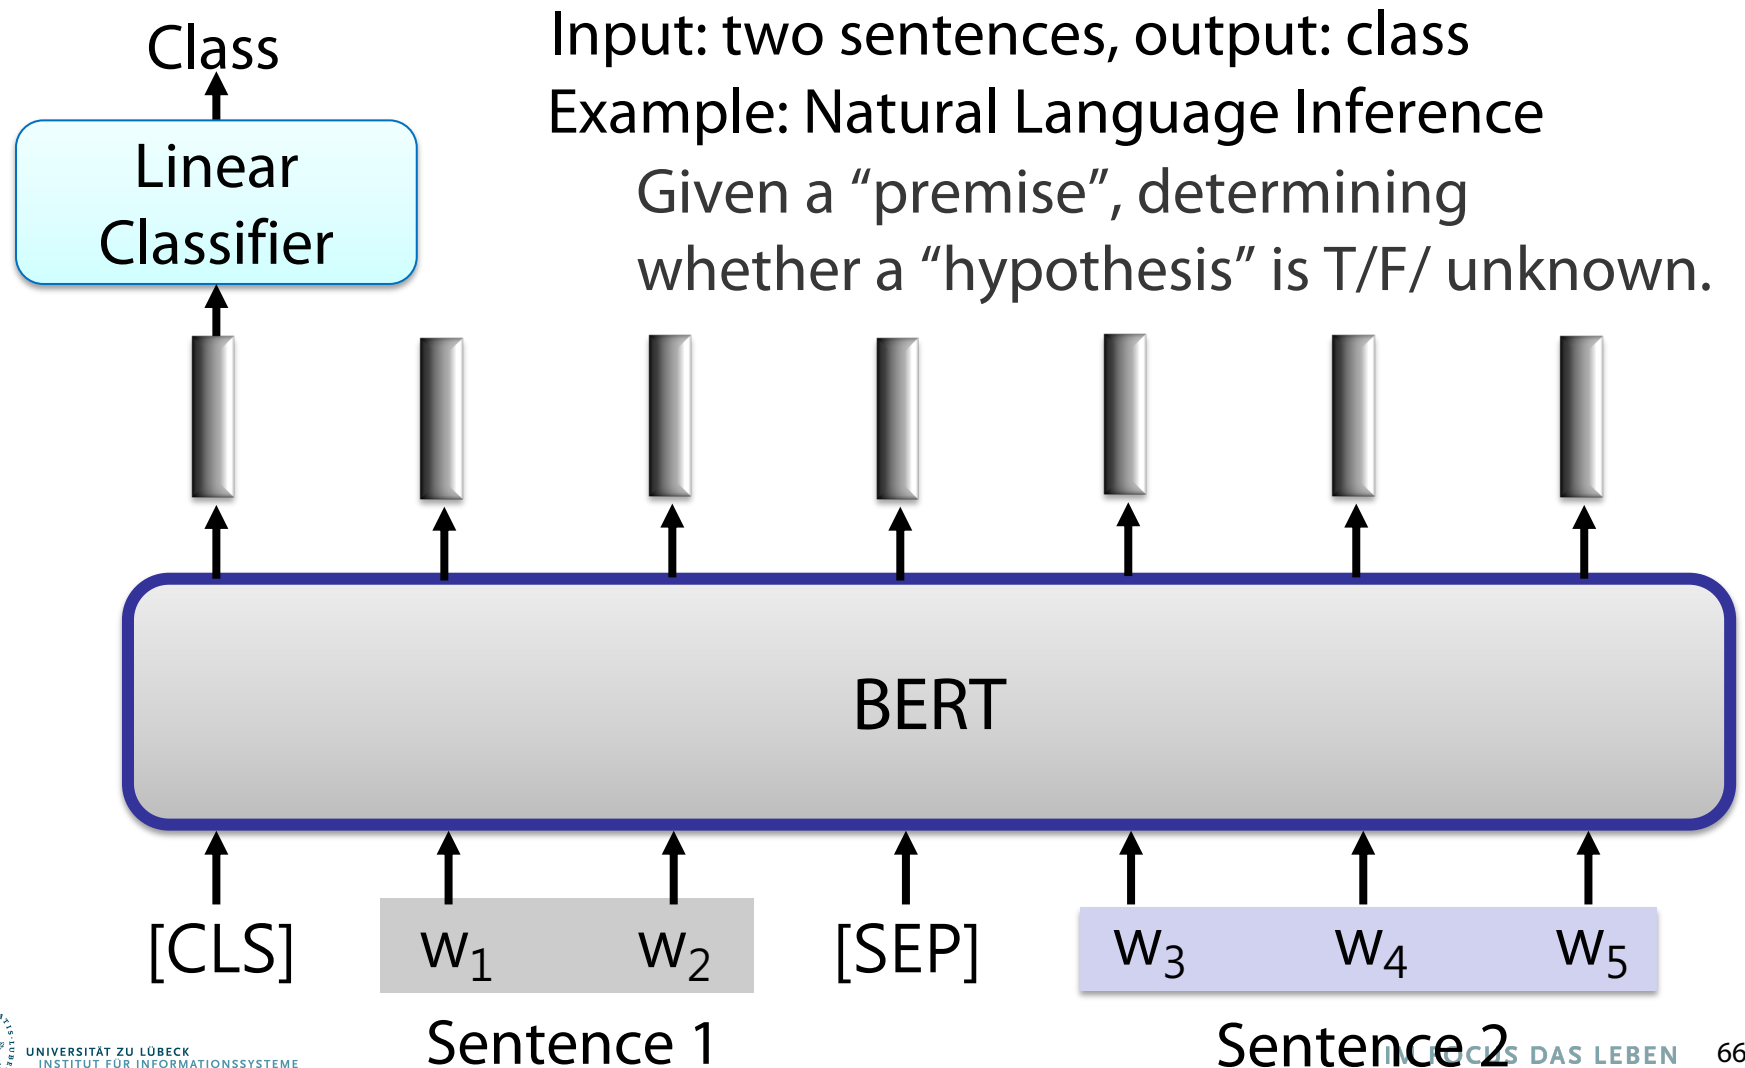 Class
Input: two sentences, output: class
Example: Natural Language Inference
Given a “premise”, determining
whether a “hypothesis” is T/F/ unknown.
Linear
Classifier
BERT
[CLS] w1 w2 [SEP] w3 w4 w5
Sentence 1
Sentence 2
UNIVERSITÄT ZU LÜBECK
INSTITUT FÜR INFORMATIONSSYSTEME
IM FOCUS DAS LEBEN
66